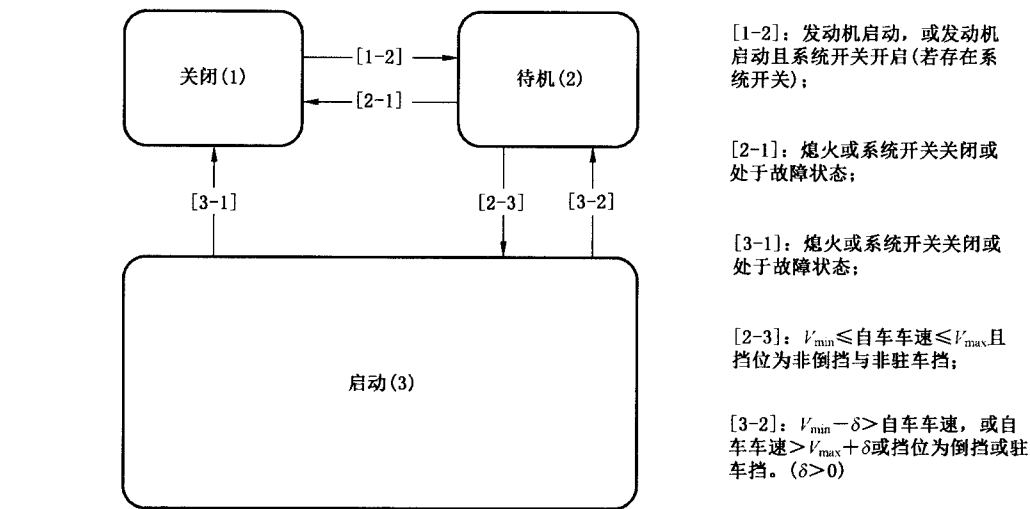 关闭(1)
[1-2]
待机(2)
[2-1]
[3-1]
[2-3]
[3-2]
启动(3)
[1-2]：发动机启动，或发动机
启动且系统开关开启(若存在系
统开关)；
[2-1]：熄火或系统开关关闭或
处于故障状态；
[3-1]：熄火或系统开关关闭或
处于故障状态；
[2-3]：Vmin≤自车车速≤Vmax且
挡位为非倒挡与非驻车挡；
[3-2]：Vmin−δ>自车车速，或自
车车速>Vmax+δ或挡位为倒挡或驻
车挡。(δ>0)